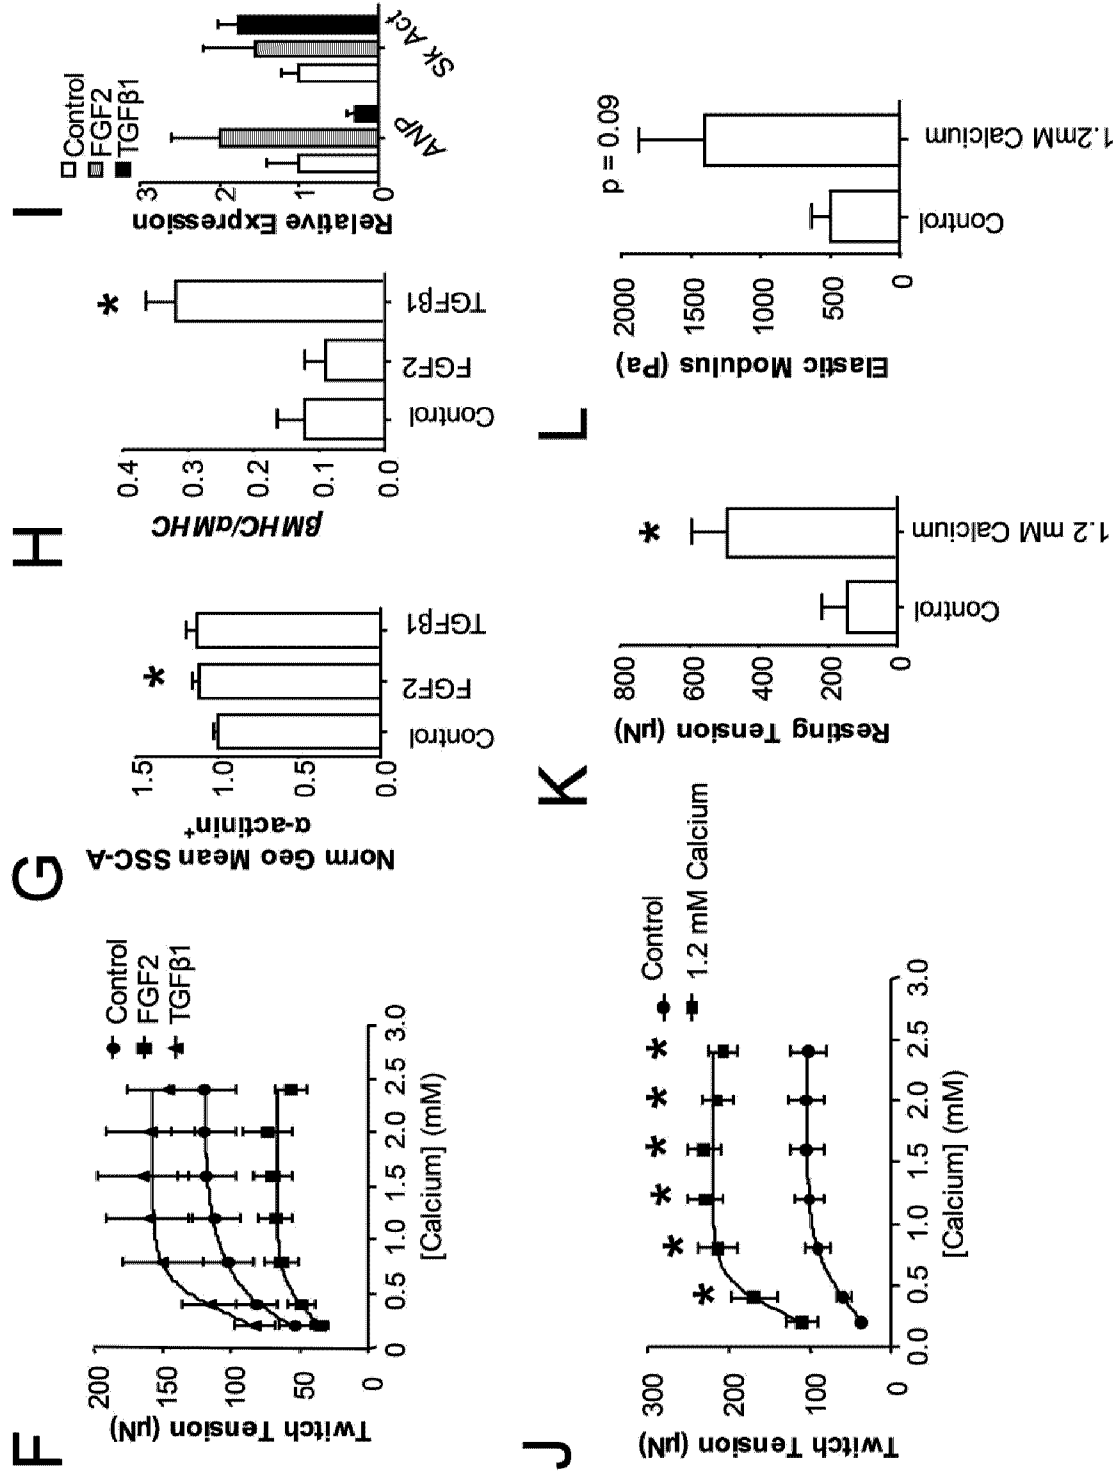 F
Twitch Tension (µN)
200
150
100
50
0
0
0.5
1.0
1.5
2.0
2.5
3.0
[Calcium] (mM)
Control
FGF2
TGFβ1
G
Norm Geo Mean SSC-A
α-actinin+
1.5
1.0
0.5
0.0
*
Control
FGF2
TGFβ1
H
βMHC/αMHC
0.4
0.3
0.2
0.1
0.0
*
Control
FGF2
TGFβ1
I
Relative Expression
3
2
1
0
Control
FGF2
TGFβ1
ANP
Sk Act
J
Twitch Tension (µN)
300
200
100
0
0.0
0.5
1.0
1.5
2.0
2.5
3.0
[Calcium] (mM)
* * * * * *
Control
1.2 mM Calcium
K
Resting Tension (µN)
800
600
400
200
0
*
Control
1.2 mM Calcium
L
Elastic Modulus (Pa)
2000
1500
1000
500
0
p = 0.09
Control
1.2mM Calcium